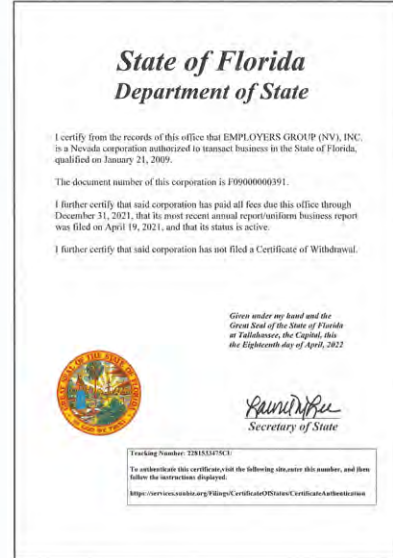 State of Florida
Department of State
I certify from the records of this office that EMPLOYERS GROUP (NV), INC.
is a Nevada corporation authorized to transact business in the State of Florida,
qualified on January 21, 2009.
The document number of this corporation is F09000000391.
I further certify that said corporation has paid all fees due this office through
December 31, 2021, that its most recent annual report/uniform business report
was filed on April 19, 2021, and that its status is active.
I further certify that said corporation has not filed a Certificate of Withdrawal.
Given under my hand and the
Great Seal of the State of Florida
at Tallahassee, the Capital, this
the Eighteenth day of April, 2022
Secretary of State
Tracking Number:
To authenticate this certificate,visit the following site,enter this number, and then
follow the instructions displayed.
https://services.sunbiz.org/Filings/CertificateOfStatus/CertificateAuthentication